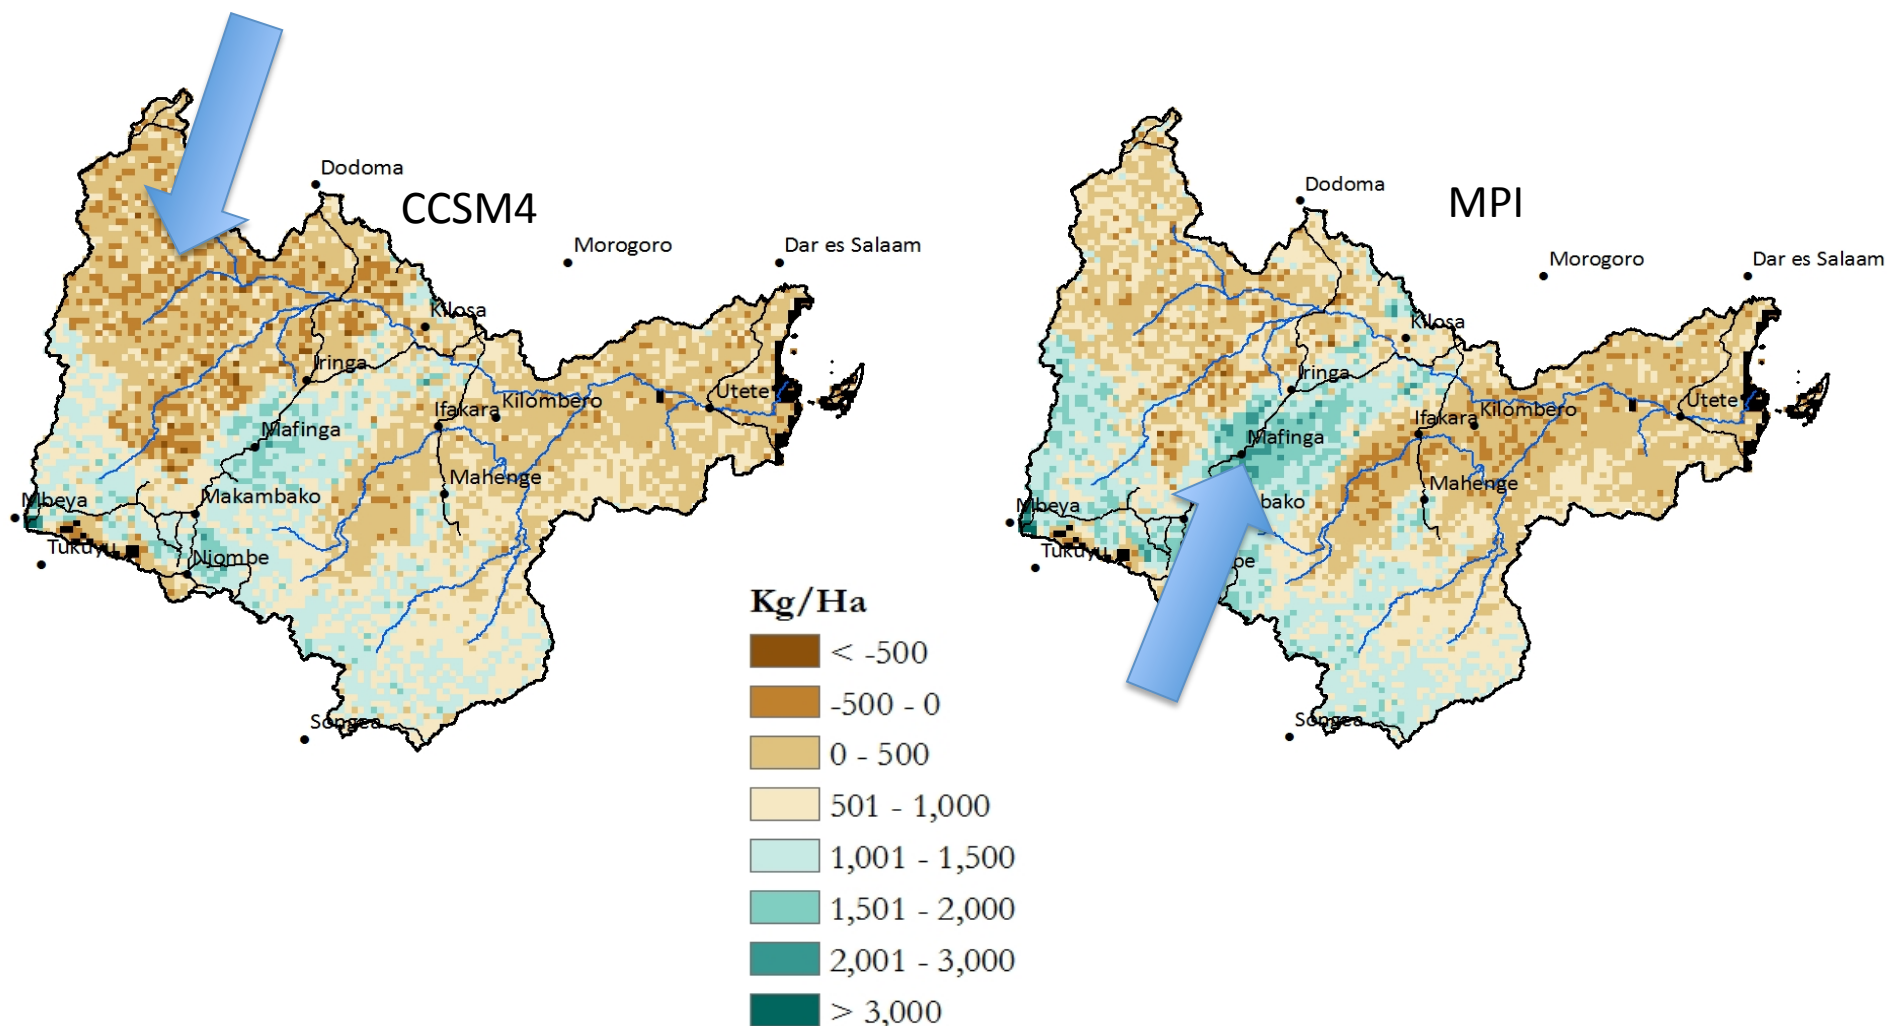 Dodoma
CCSM4
Morogoro
Dar es Salaam
Kilosa
Iringa
Utete
Ifakara
Kilombero
Mafinga
Mahenge
Makambako
Mbeya
Tukuyu
Njombe
Songea
Kg/Ha
< -500
-500 - 0
0 - 500
501 - 1,000
1,001 - 1,500
1,501 - 2,000
2,001 - 3,000
> 3,000
Dodoma
MPI
Morogoro
Dar es Salaam
Kilosa
Iringa
Utete
Ifakara
Kilombero
Mafinga
Mahenge
bako
Mbeya
Tukuyu
pe
Songea